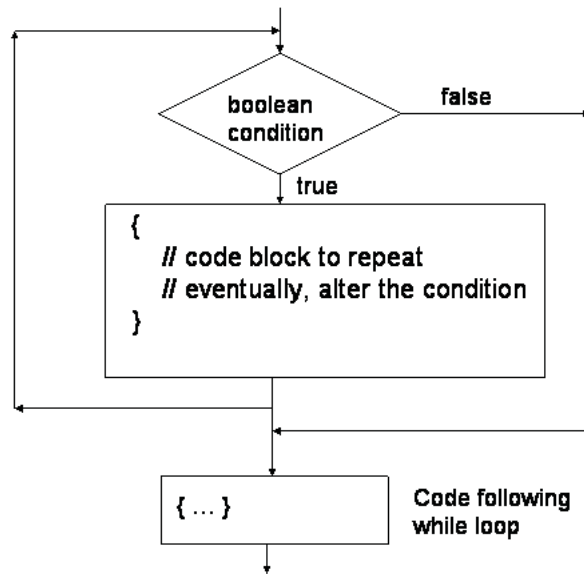 boolean
condition
false
true
{
// code block to repeat
// eventually, alter the condition
}
{ ... }
Code following
while loop